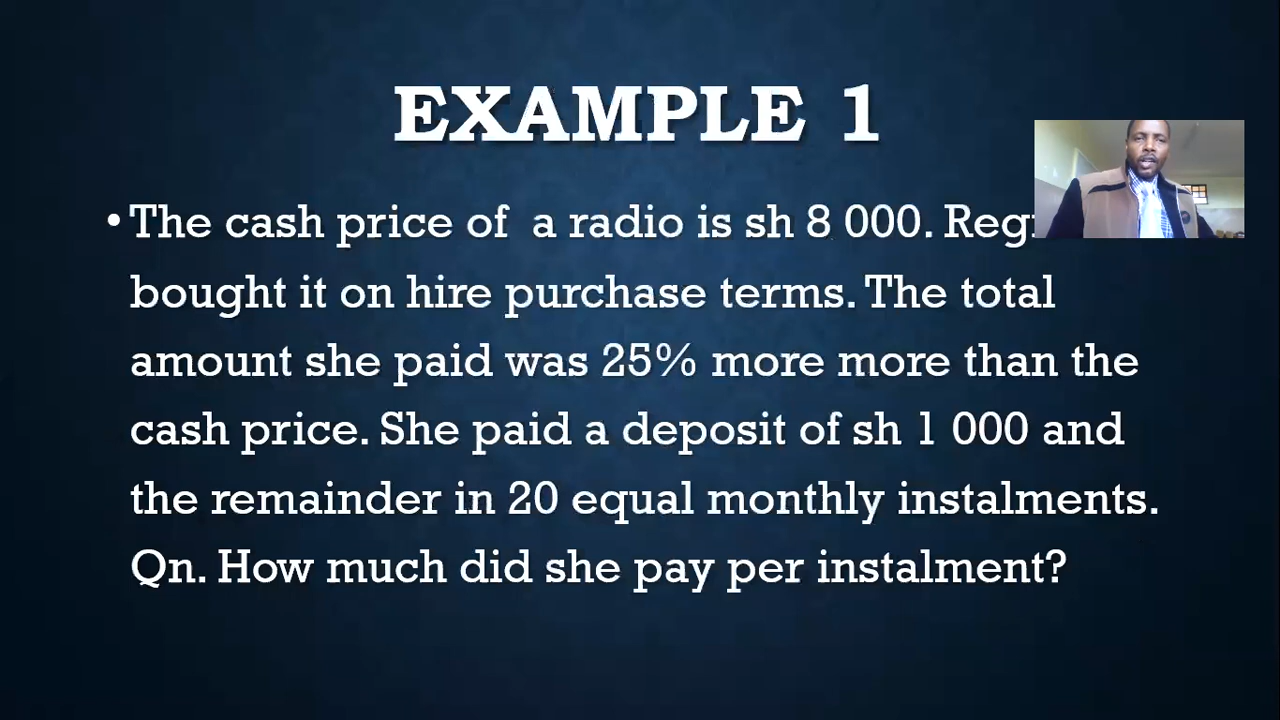 EXAMPLE 1
• The cash price of a radio is sh 8 000.
bought it on hire purchase terms. The total
amount she paid was 25% more more than the
cash price. She paid a deposit of sh 1 000 and
the remainder in 20 equal monthly instalments.
Qn. How much did she pay per instalment?